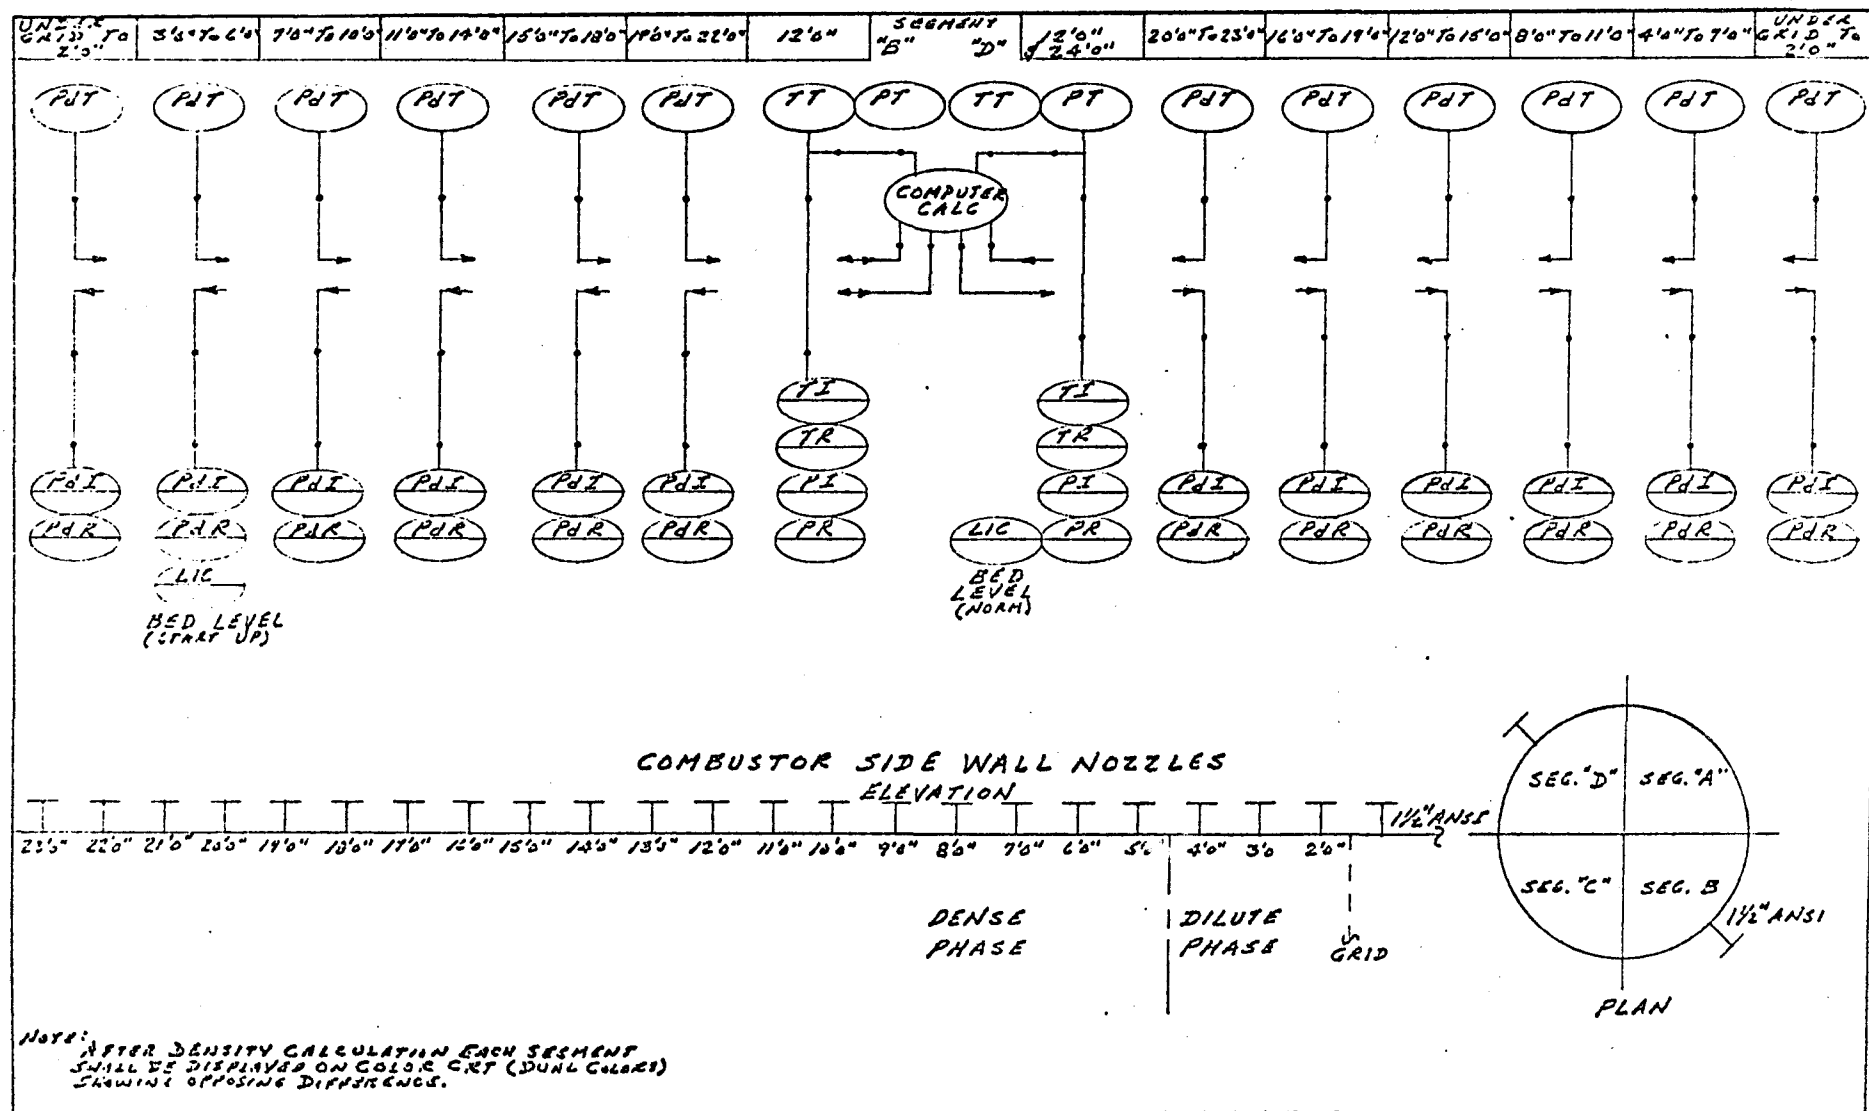 UNDER GRID TO 2'0"
3'0" TO 6'0"
7'0" TO 10'0"
11'0" TO 14'0"
15'0" TO 18'0"
19'0" TO 22'0"
12'0"
SEGMENT
"B" "D"
12'0"
& 24'0"
20'0" TO 23'0"
16'0" TO 19'0"
12'0" TO 15'0"
8'0" TO 11'0"
4'0" TO 7'0"
UNDER GRID TO 2'0"
PdT PdT PdT PdT PdT PdT TT PT TT PT PdT PdT PdT PdT PdT PdT
COMPUTER
CALC
TI TI
TR TR
PdI PdI PdI PdI PdI PdI PI PI PdI PdI PdI PdI PdI PdI
PdR PdR PdR PdR PdR PdR PR LIC PR PdR PdR PdR PdR PdR PdR
LIC
BED LEVEL
(START UP)
BED
LEVEL
(NORM)
COMBUSTOR SIDE WALL NOZZLES
ELEVATION
1½" ANSI
23'0" 22'0" 21'0" 20'0" 19'0" 18'0" 17'0" 16'0" 15'0" 14'0" 13'0" 12'0" 11'0" 10'0" 9'0" 8'0" 7'0" 6'0" 5'0" 4'0" 3'0 2'0"
DENSE
PHASE
DILUTE
PHASE
GRID
SEG. "D" SEG. "A"
SEG. "C" SEG. B
1½" ANSI
PLAN
NOTE:
AFTER DENSITY CALCULATION EACH SEGMENT
SHALL BE DISPLAYED ON COLOR CRT (DUAL COLORS)
SHOWING OPPOSING DIFFERENCE.